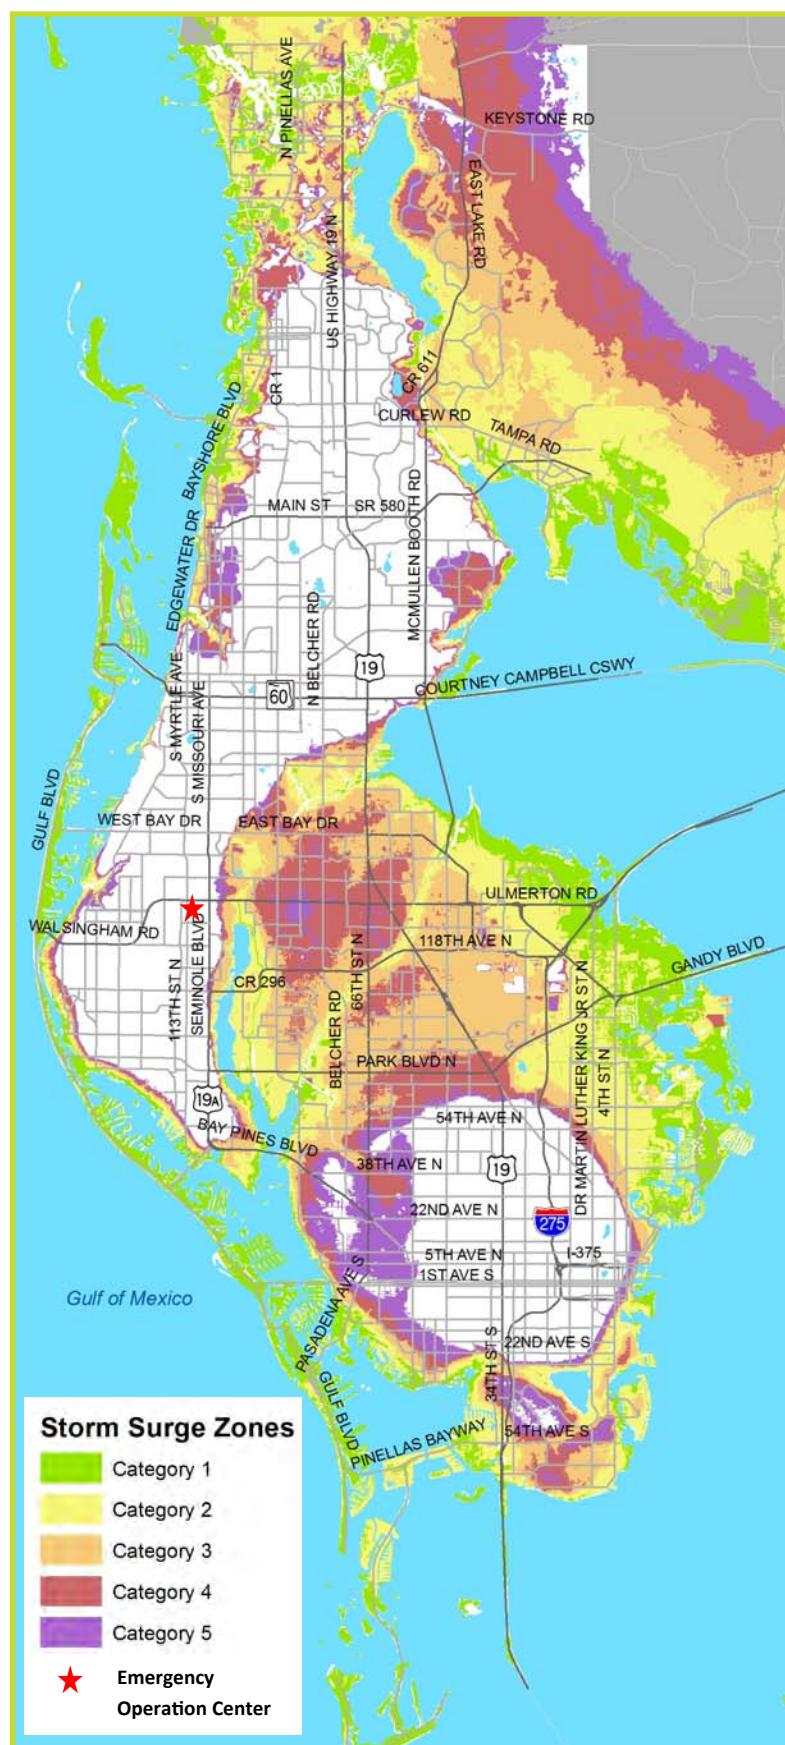 N PINELLAS AVE
KEYSTONE RD
EAST LAKE RD
US HIGHWAY 19 N
CR 611
CR 1
CURLEW RD
TAMPA RD
BAYSHORE BLVD
MAIN ST
SR 580
MCMULLEN BOOTH RD
EDGEWATER DR
N BELCHER RD
19
S MYRTLE AVE
S MISSOURI AVE
60
COURTNEY CAMPBELL CSWY
GULF BLVD
WEST BAY DR
EAST BAY DR
ULMERTON RD
WALSINGHAM RD
118TH AVE N
GANDY BLVD
SEMINOLE BLVD
113TH ST N
CR 296
66TH ST N
BELCHER RD
DR MARTIN LUTHER KING JR ST N
4TH ST N
PARK BLVD N
19A
54TH AVE N
BAY PINES BLVD
38TH AVE N
19
22ND AVE N
275
5TH AVE N
I-375
1ST AVE S
PASADENA AVE S
Gulf of Mexico
22ND AVE S
34TH ST S
GULF BLVD
54TH AVE S
PINELLAS BAYWAY
Storm Surge Zones
Category 1
Category 2
Category 3
Category 4
Category 5
Emergency
Operation Center